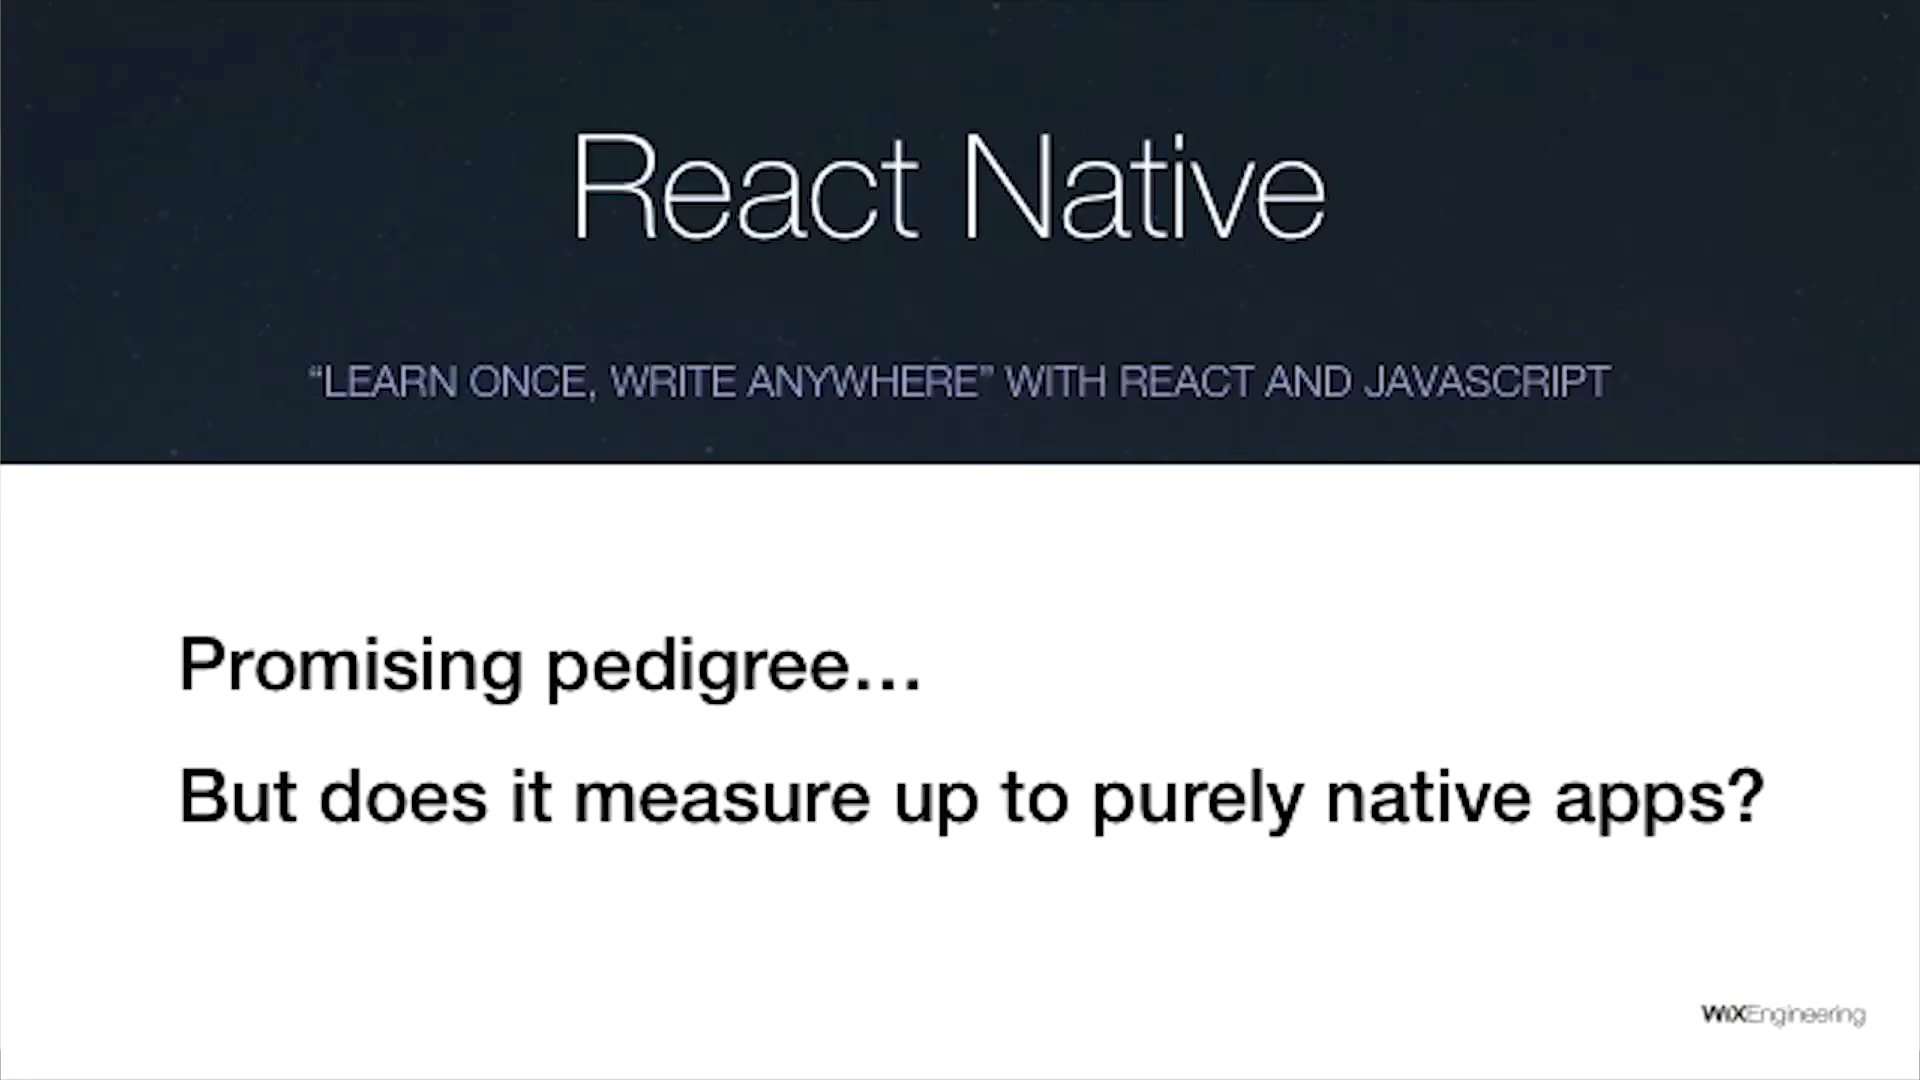 React Native
“LEARN ONCE, WRITE ANYWHERE” WITH REACT AND JAVASCRIPT
Promising pedigree…
But does it measure up to purely native apps?
WiXEngineering